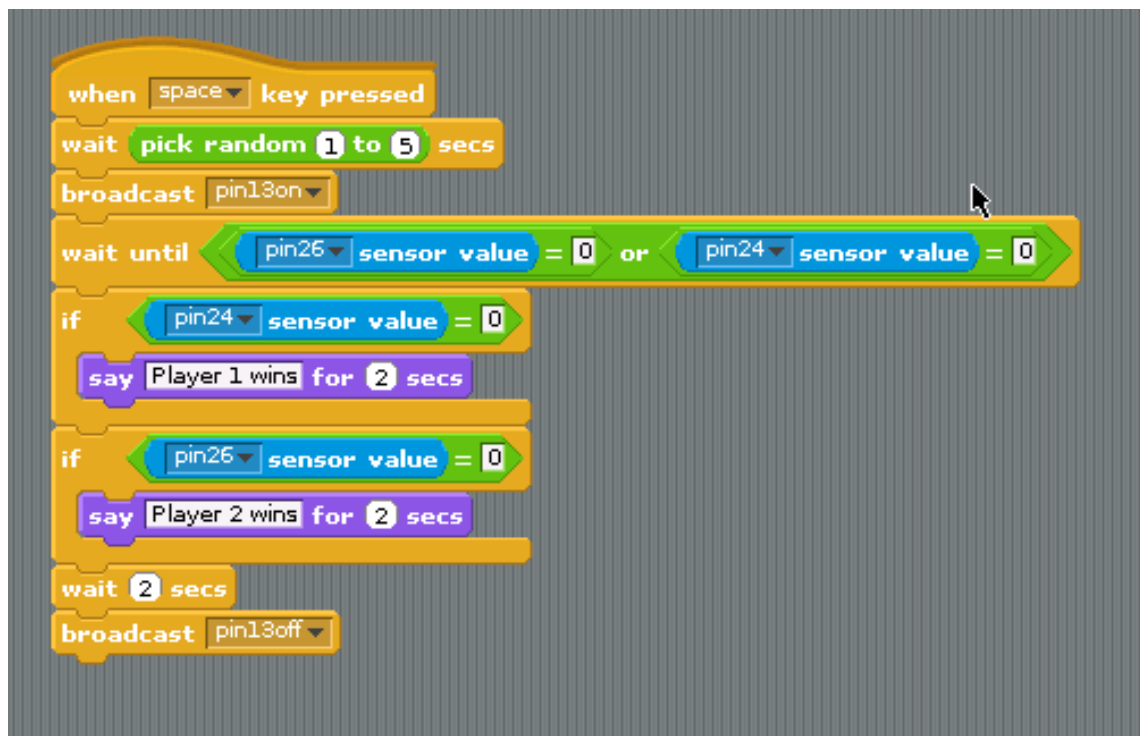 when space key pressed
wait pick random 1 to 5 secs
broadcast pin13on
wait until pin26 sensor value = 0 or pin24 sensor value = 0
if pin24 sensor value = 0
say Player 1 wins for 2 secs
if pin26 sensor value = 0
say Player 2 wins for 2 secs
wait 2 secs
broadcast pin13off